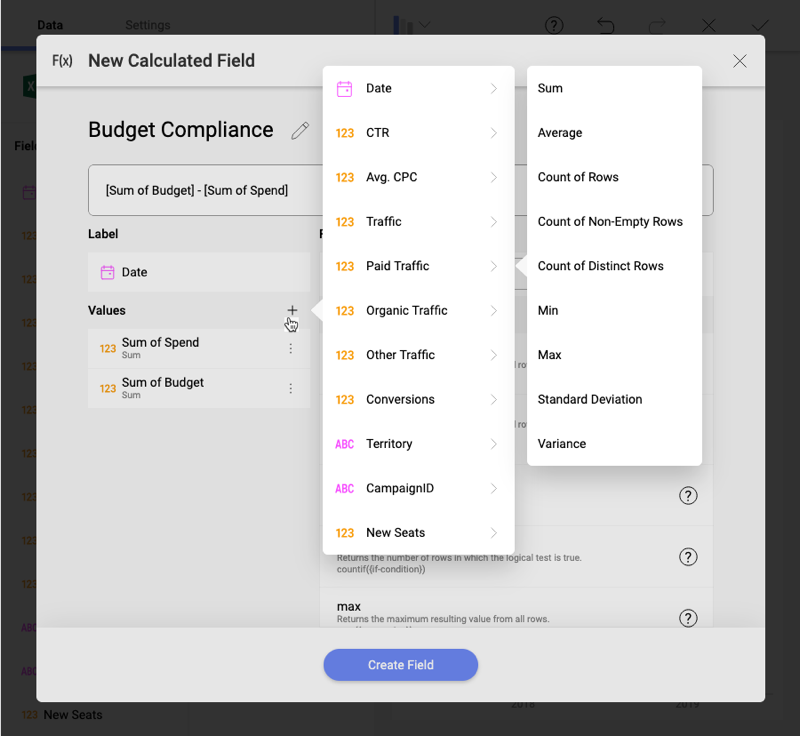 Data
Settings
F(x)
New Calculated Field
Budget Compliance
[Sum of Budget] - [Sum of Spend]
Label
Date
Values
123 Sum of Spend
Sum
123 Sum of Budget
Sum
Date
123 CTR
123 Avg. CPC
123 Traffic
123 Paid Traffic
123 Organic Traffic
123 Other Traffic
123 Conversions
ABC Territory
ABC CampaignID
123 New Seats
Sum
Average
Count of Rows
Count of Non-Empty Rows
Count of Distinct Rows
Min
Max
Standard Deviation
Variance
Returns the number of rows in which the logical test is true.
countif({if-condition})
max
Returns the maximum resulting value from all rows.
Create Field
123 New Seats
2018
2019